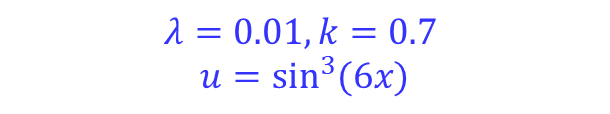 λ = 0.01, k = 0.7
u = sin³(6x)